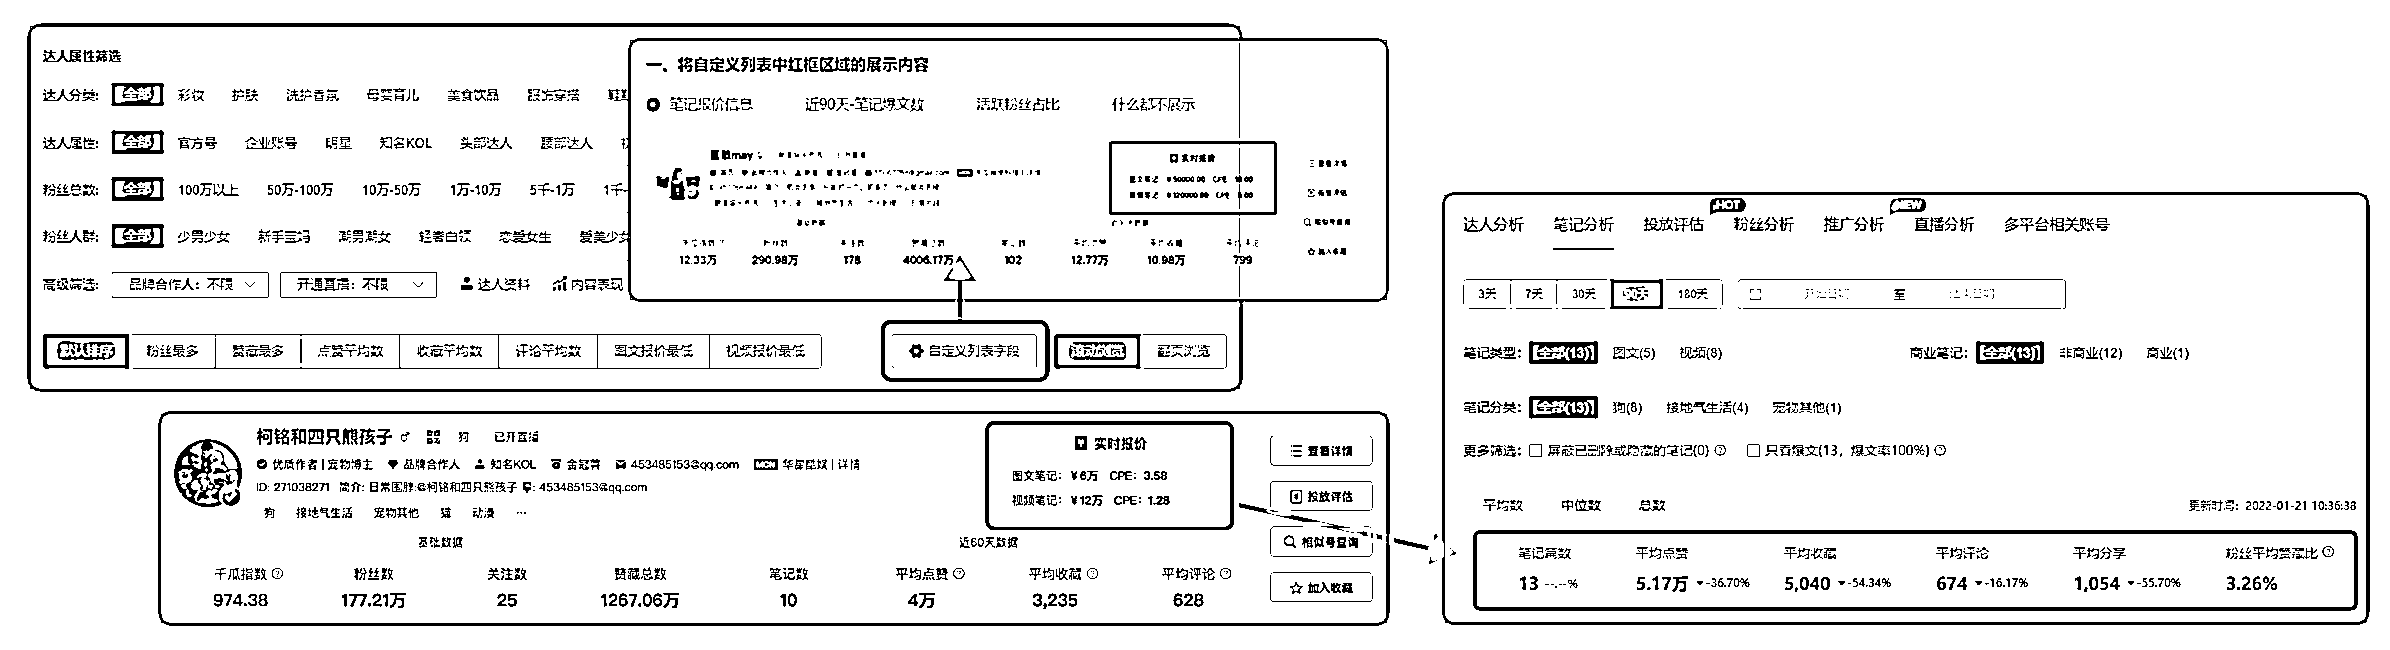 达人属性筛选
达人分类： 全部 彩妆 护肤 洗护香氛 母婴育儿 美食饮品 服饰穿搭
达人属性： 全部 官方号 企业账号 明星 知名KOL 头部达人 腰部达人
粉丝总数： 全部 100万以上 50万-100万 10万-50万 1万-10万 5千-1万 1千-
粉丝人群： 全部 少男少女 新手宝妈 潮男潮女 轻奢白领 恋爱女生 爱美少女
高级筛选： 品牌合作人：不限 开通直播：不限 达人资料 内容表现
默认排序 粉丝最多 赞藏最多 点赞平均数 收藏平均数 评论平均数 图文报价最低 视频报价最低 自定义列表字段 翻页浏览
一、将自定义列表中红框区域的展示内容
笔记报价信息 近90天-笔记爆文数 活跃粉丝占比 什么都不展示
实时报价
12.33万 290.98万 178 4006.17万 102 12.77万 10.98万 799
加入收藏
柯铭和四只熊孩子 狗 已开直播
优质作者 | 宠物博主 品牌合作人 知名KOL 金冠薯 453485153@qq.com MCN 华星酷娱 | 详情
ID: 271038271 简介: 日常围脖:@柯铭和四只熊孩子 : 453485153@qq.com
狗 接地气生活 宠物其他 猫 动漫 ...
实时报价
图文笔记：￥6万 CPE：3.58
视频笔记：￥12万 CPE：1.28
查看详情
投放评估
相似号查询
加入收藏
基础数据 近60天数据
千瓜指数 粉丝数 关注数 赞藏总数 笔记数 平均点赞 平均收藏 平均评论
974.38 177.21万 25 1267.06万 10 4万 3,235 628
达人分析 笔记分析 投放评估 HOT 粉丝分析 推广分析 NEW 直播分析 多平台相关账号
3天 7天 30天 90天 180天 开始日期 至 结束日期
笔记类型： 全部(13) 图文(5) 视频(8) 商业笔记： 全部(13) 非商业(12) 商业(1)
笔记分类： 全部(13) 狗(8) 接地气生活(4) 宠物其他(1)
更多筛选： 屏蔽已删除或隐藏的笔记(0) 只看爆文(13，爆文率100%)
平均数 中位数 总数 更新时间：2022-01-21 10:36:38
笔记篇数 平均点赞 平均收藏 平均评论 平均分享 粉丝平均赞藏比
13 --.--% 5.17万 -36.70% 5,040 -54.34% 674 -16.17% 1,054 -55.70% 3.26%